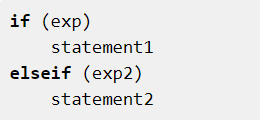 if (exp)
    statement1
elseif (exp2)
    statement2